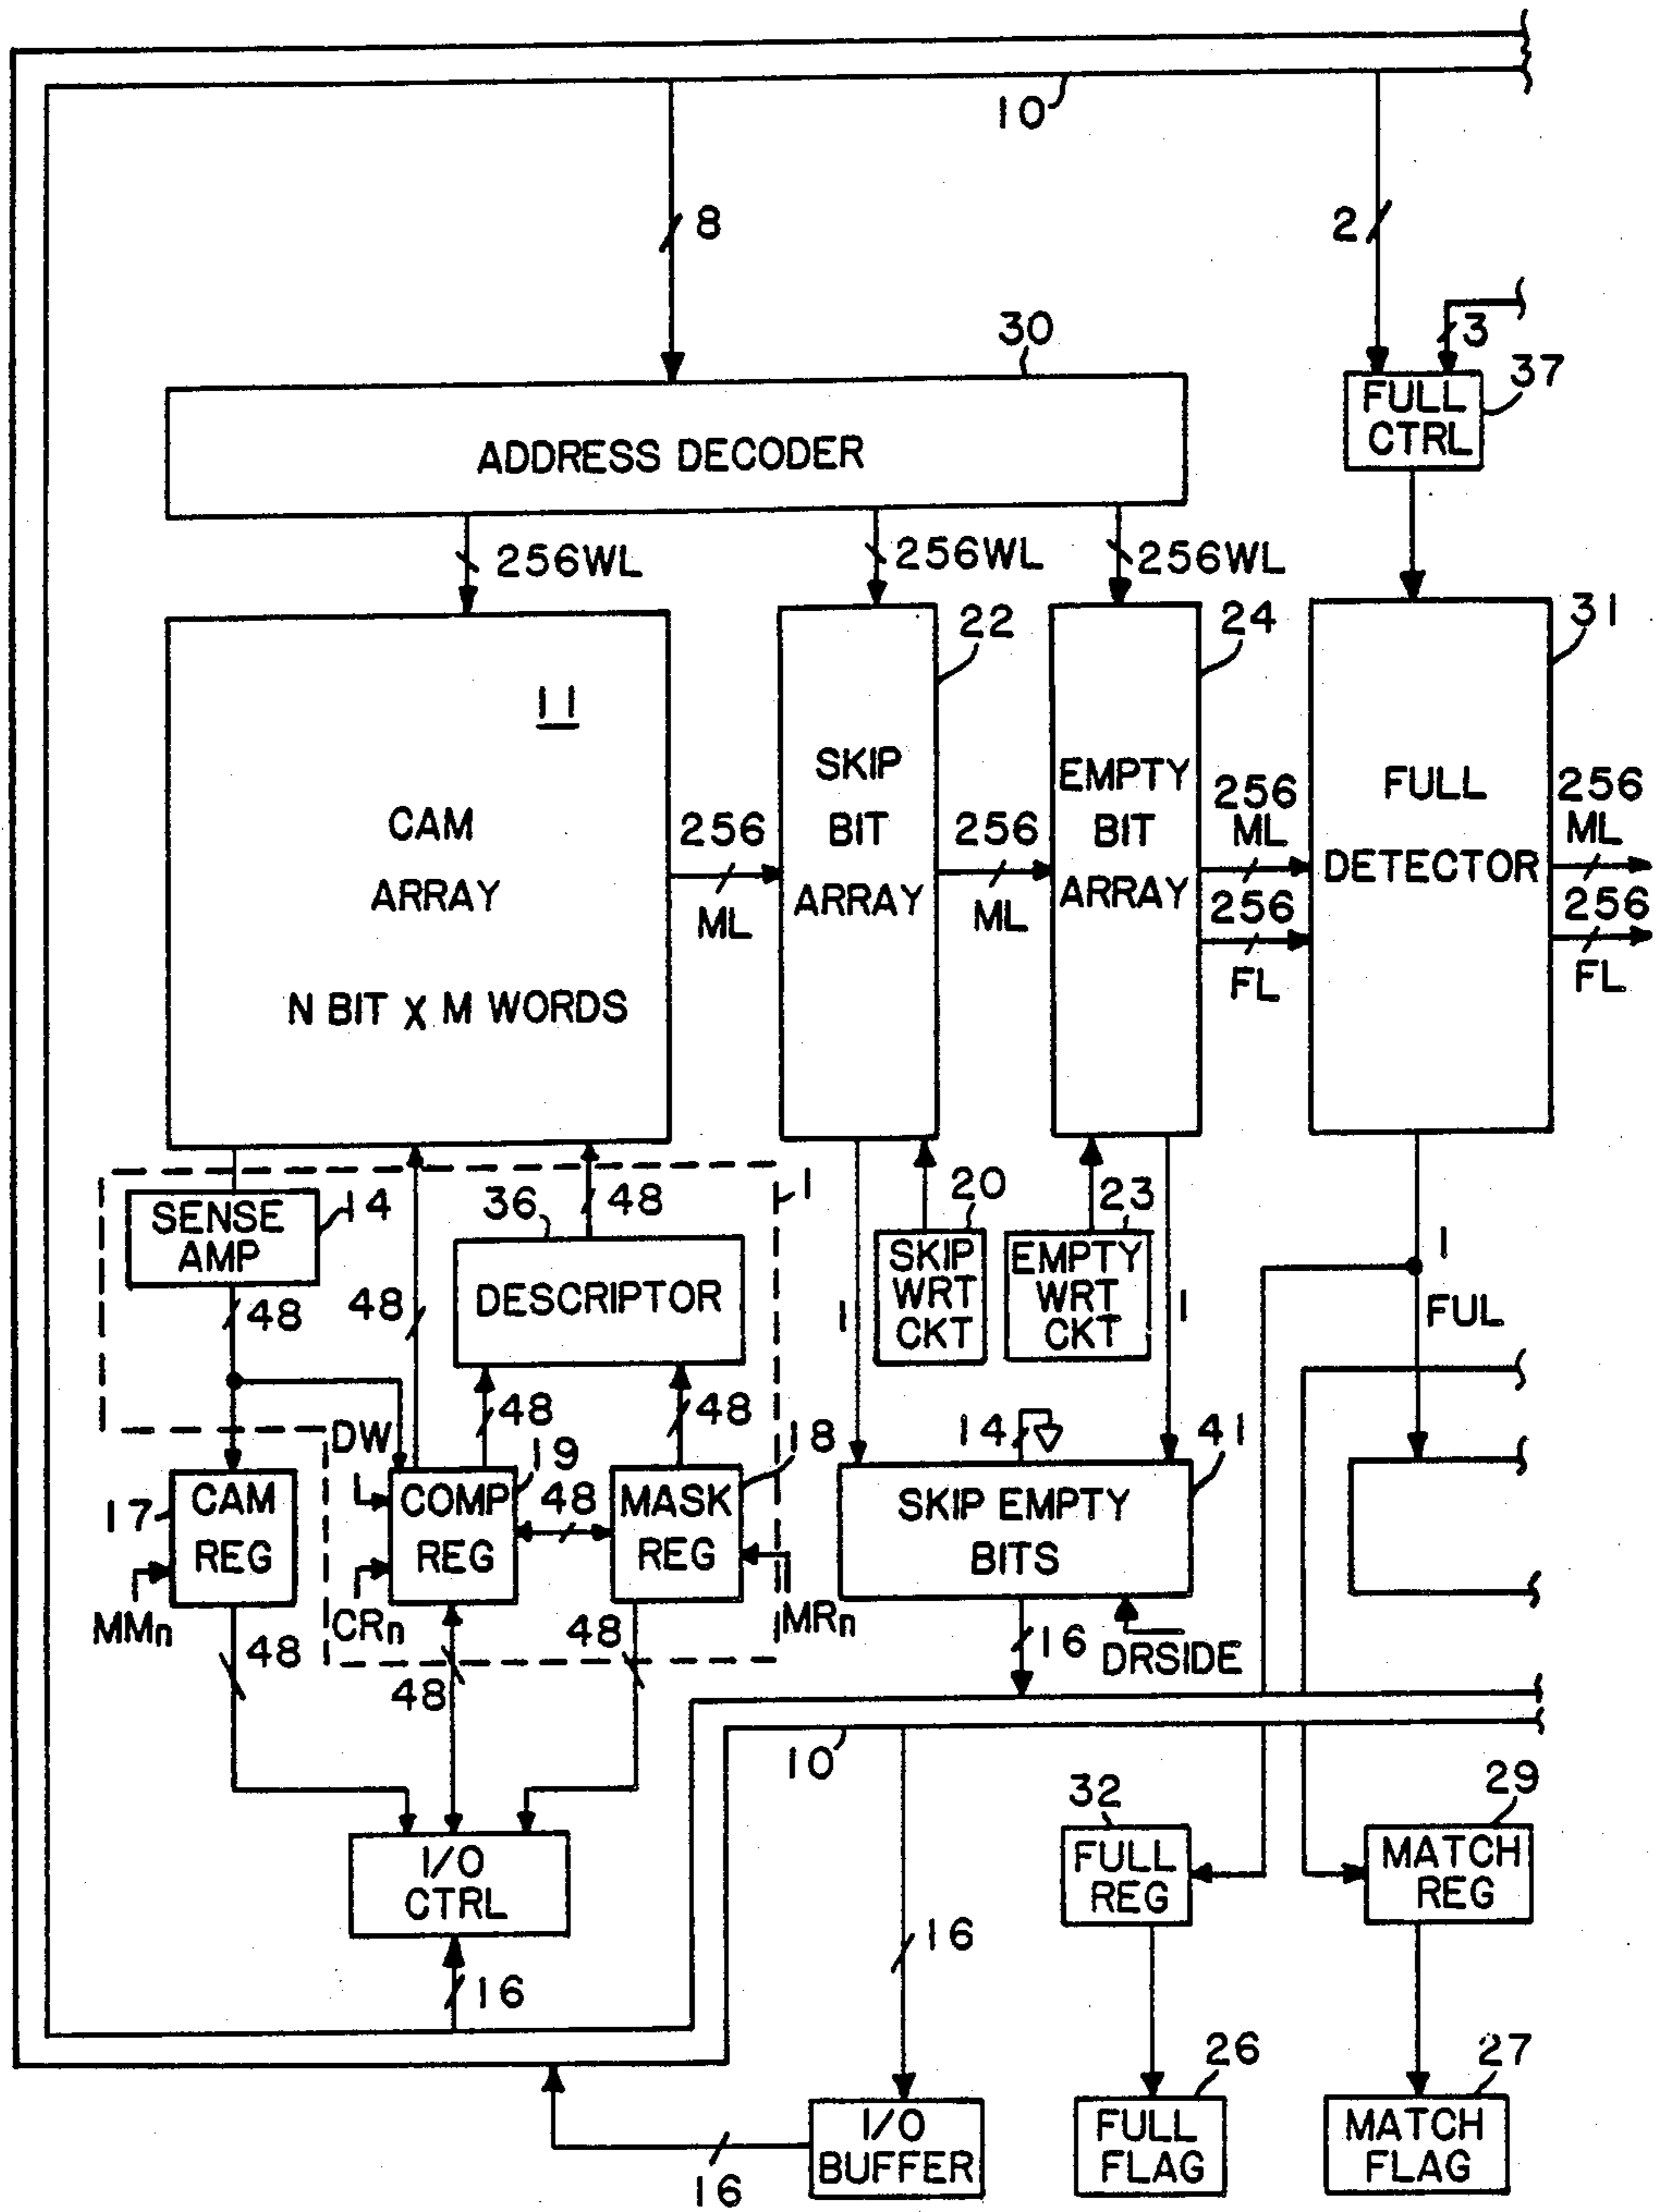 10
8
2
3
30
37
FULL
CTRL
ADDRESS DECODER
256WL
256WL
256WL
22
24
31
11
SKIP
BIT
ARRAY
EMPTY
BIT
ARRAY
FULL
DETECTOR
CAM
ARRAY
N BIT X M WORDS
256
ML
256
ML
256
ML
256
FL
256
ML
256
FL
SENSE
AMP
14
36
48
1
20
23
DESCRIPTOR
SKIP
WRT
CKT
EMPTY
WRT
CKT
48
48
1
1
1
FUL
48
48
14
41
DW
19
18
17
CAM
REG
COMP
REG
48
MASK
REG
SKIP EMPTY
BITS
MMn
CRn
MRn
48
48
48
16
DRSIDE
10
32
29
I/O
CTRL
FULL
REG
MATCH
REG
16
16
26
27
I/O
BUFFER
FULL
FLAG
MATCH
FLAG
16